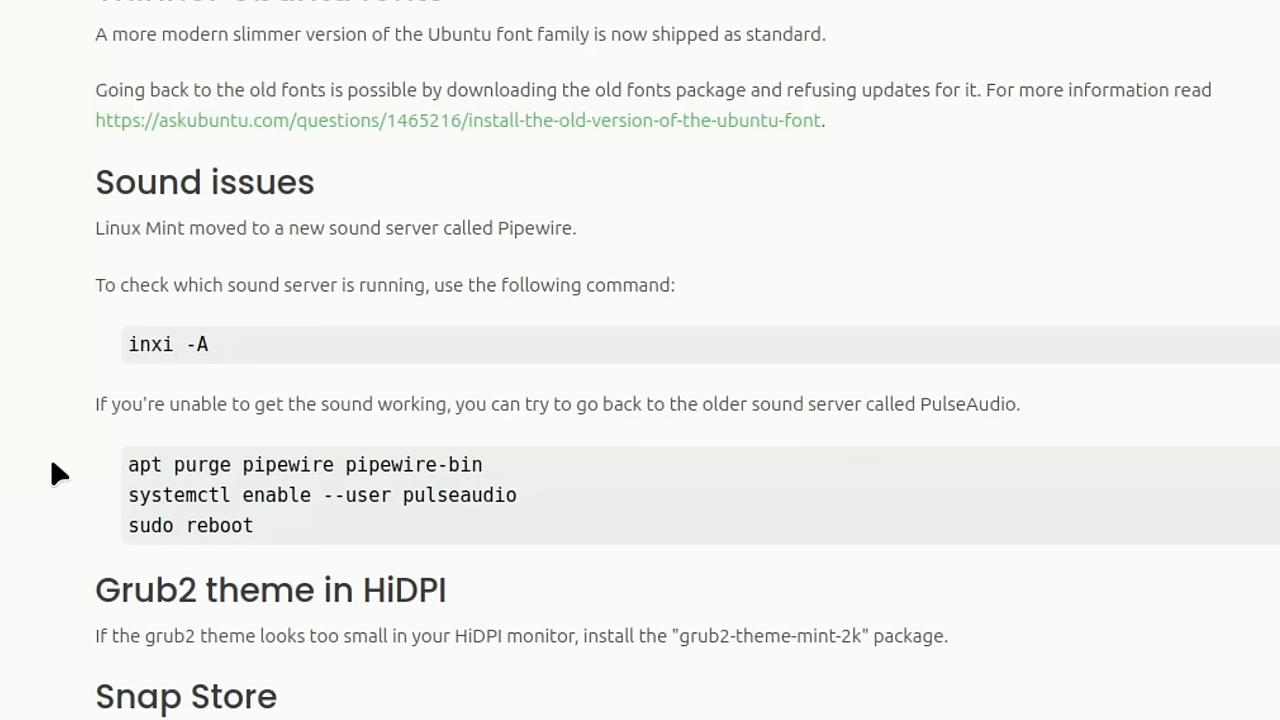 A more modern slimmer version of the Ubuntu font family is now shipped as standard.
Going back to the old fonts is possible by downloading the old fonts package and refusing updates for it. For more information read
https://askubuntu.com/questions/1465216/install-the-old-version-of-the-ubuntu-font.
Sound issues
Linux Mint moved to a new sound server called Pipewire.
To check which sound server is running, use the following command:
inxi -A
If you're unable to get the sound working, you can try to go back to the older sound server called PulseAudio.
apt purge pipewire pipewire-bin
systemctl enable --user pulseaudio
sudo reboot
Grub2 theme in HiDPI
If the grub2 theme looks too small in your HiDPI monitor, install the "grub2-theme-mint-2k" package.
Snap Store